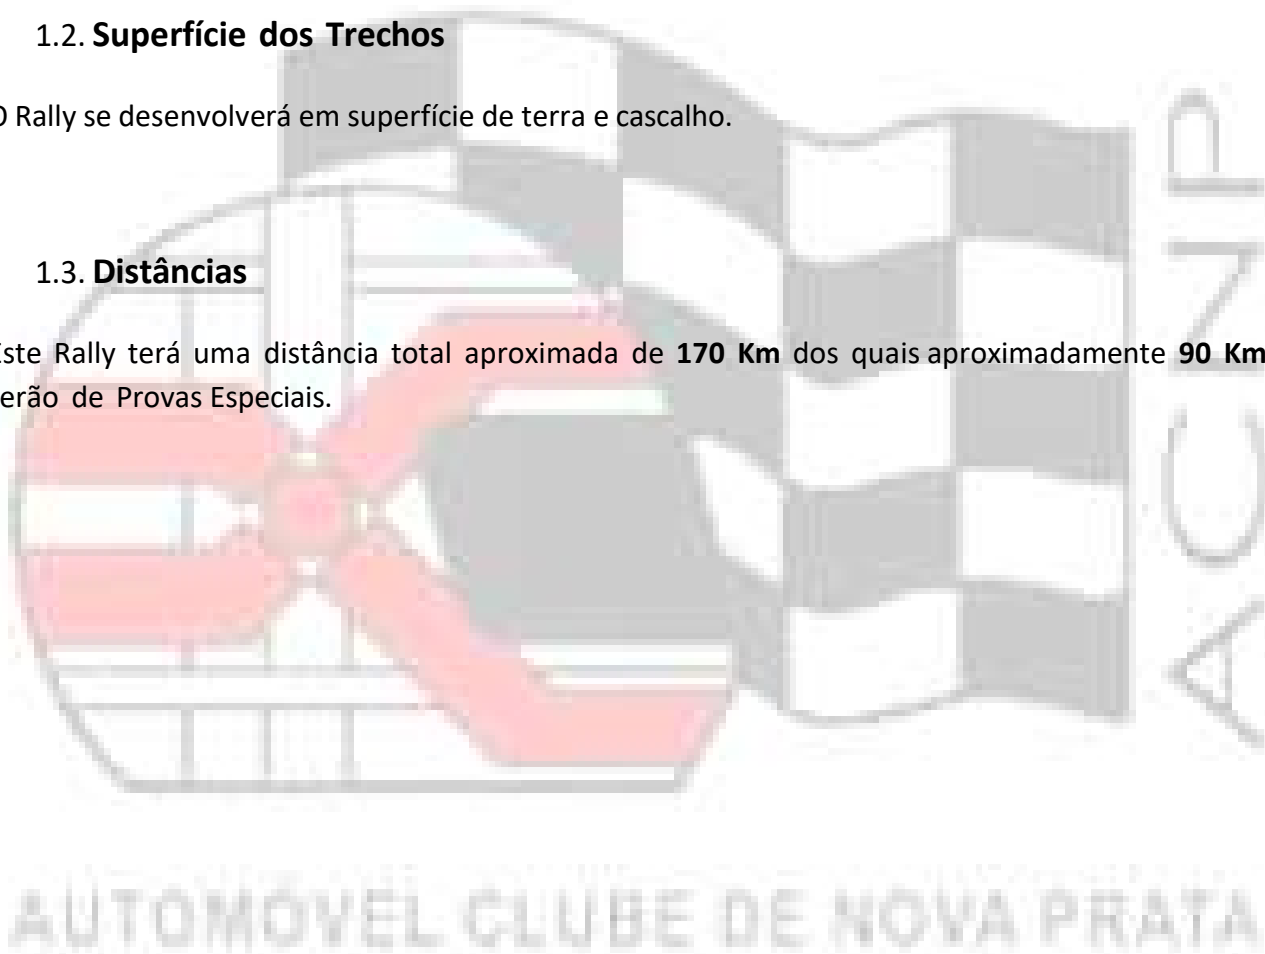 1.2. Superfície dos Trechos
O Rally se desenvolverá em superfície de terra e cascalho.
1.3. Distâncias
Este Rally terá uma distância total aproximada de 170 Km dos quais aproximadamente 90 Km
serão de Provas Especiais.
ACNP
AUTOMÓVEL CLUBE DE NOVA PRATA